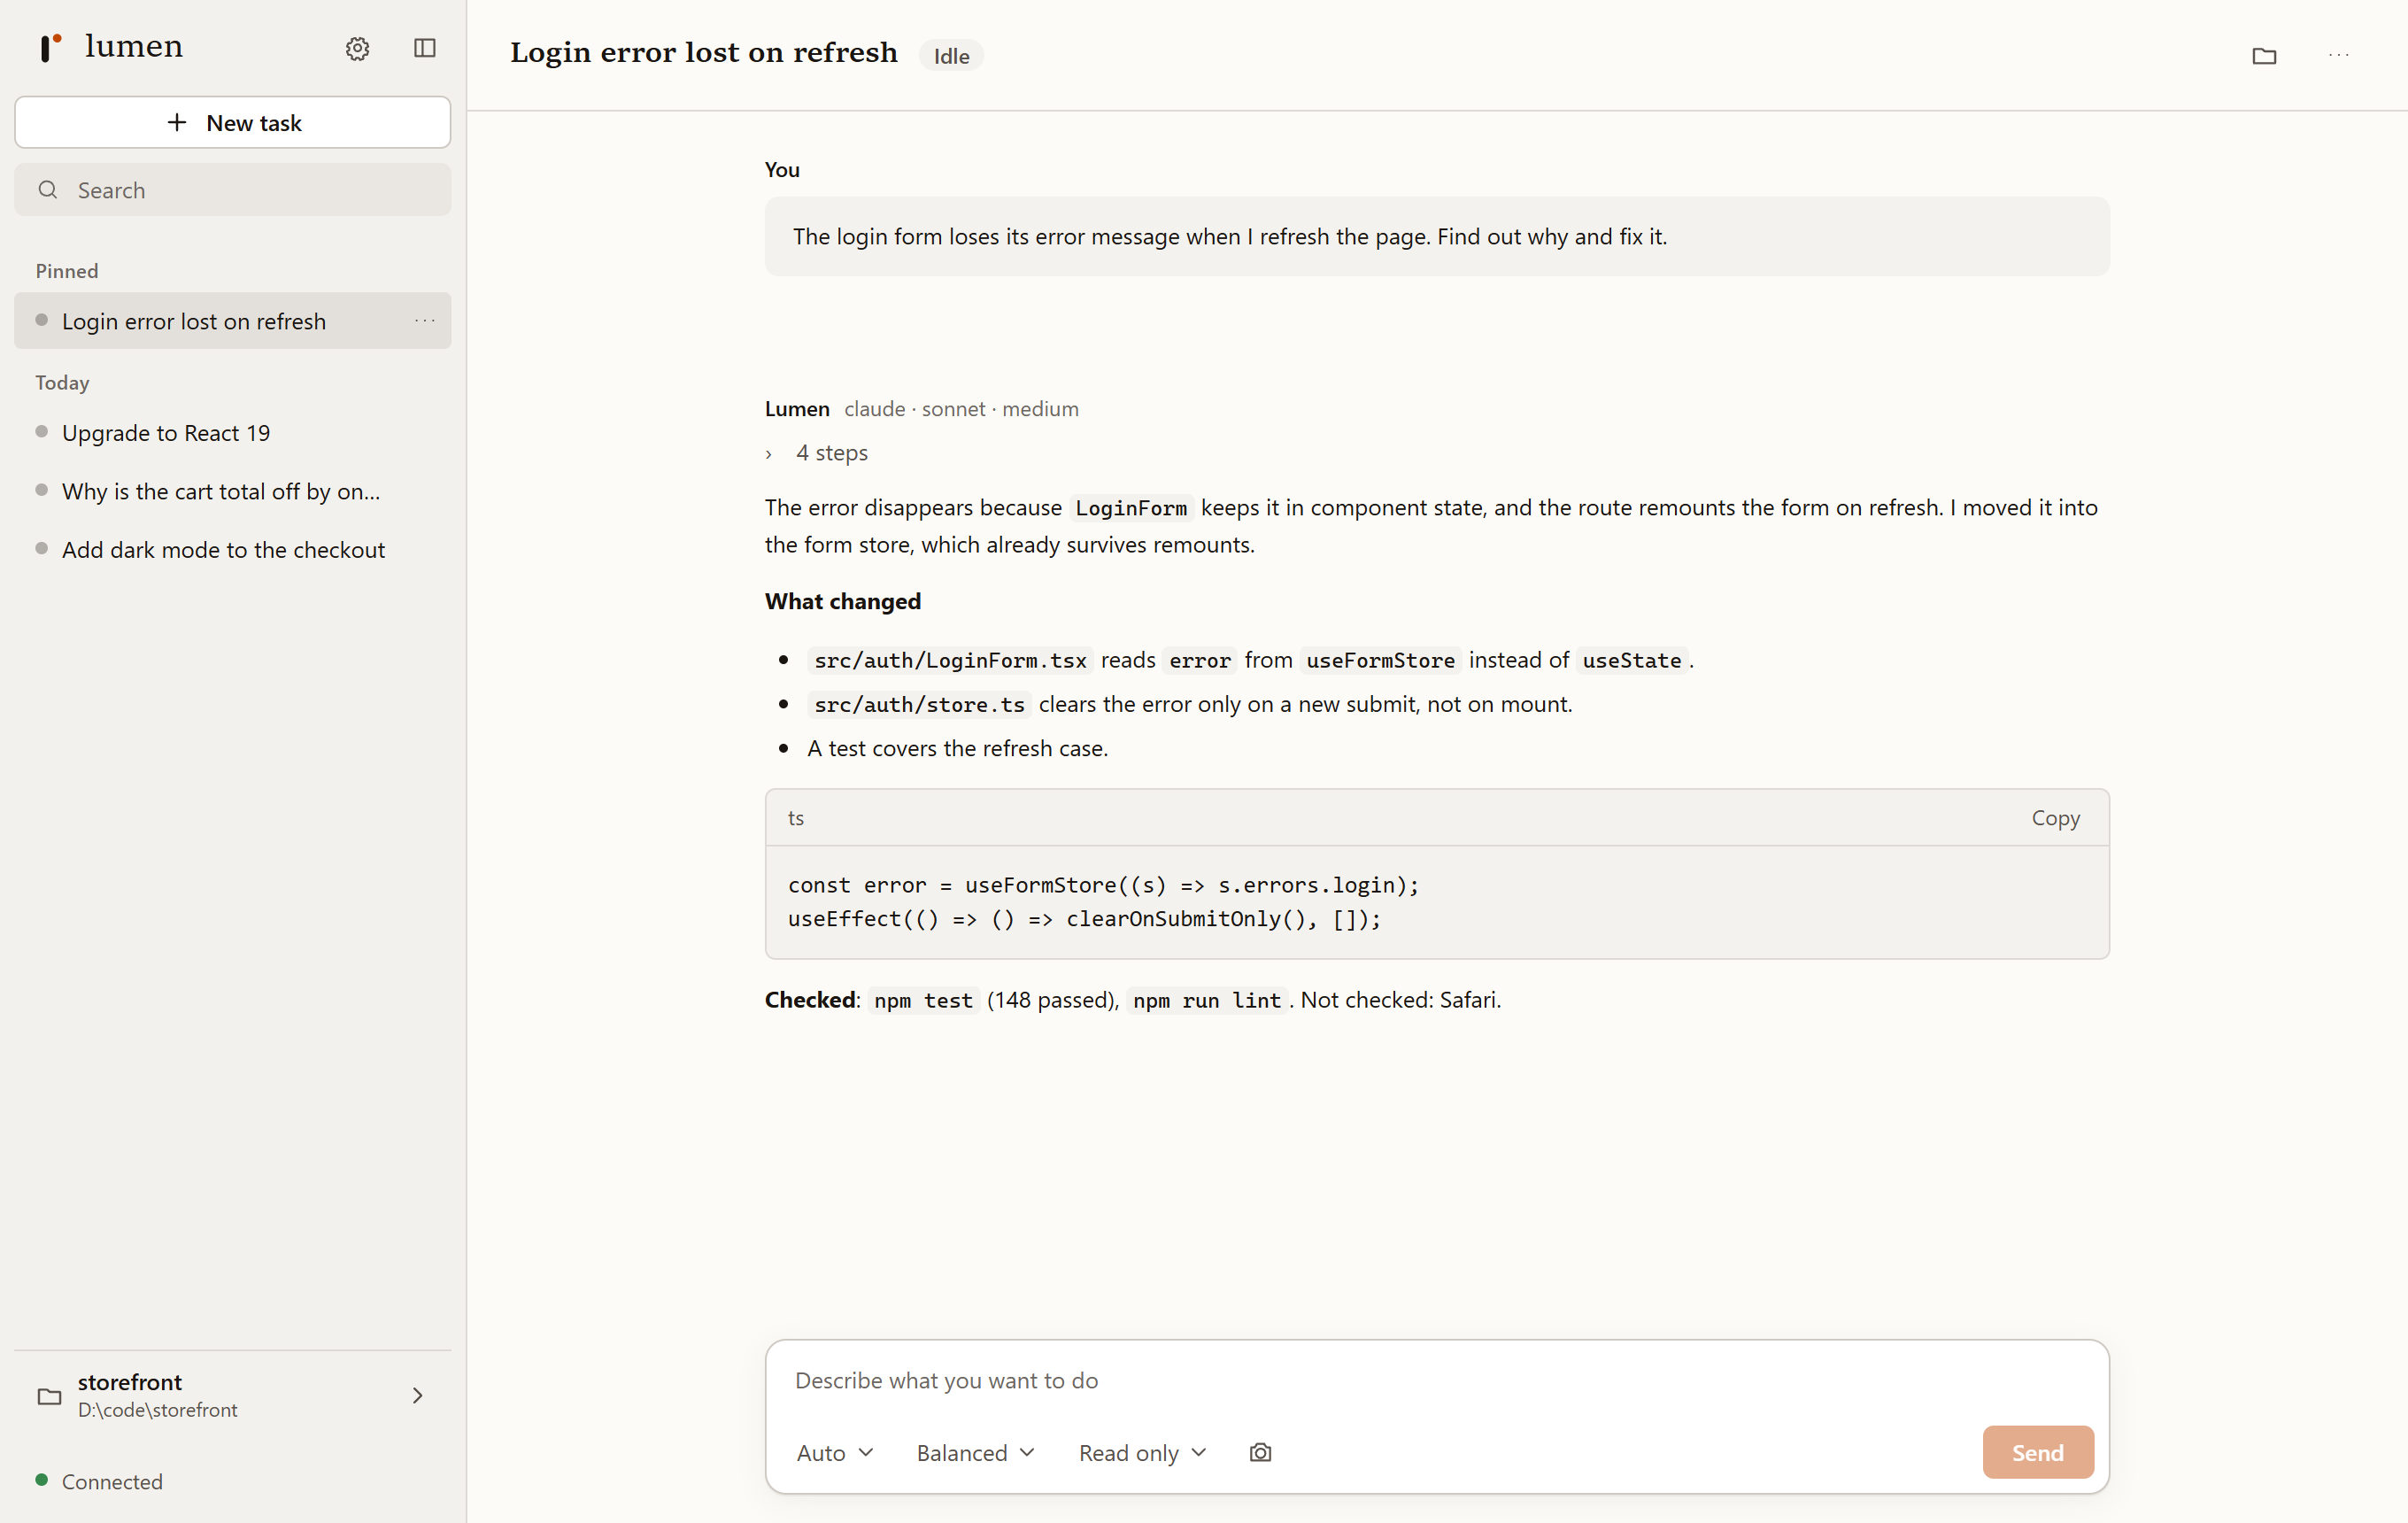 lumen
New task
Search
Pinned
Login error lost on refresh
Today
Upgrade to React 19
Why is the cart total off by on...
Add dark mode to the checkout
storefront
D:\code\storefront
Connected
Login error lost on refresh Idle
You
The login form loses its error message when I refresh the page. Find out why and fix it.
Lumen claude · sonnet · medium
4 steps
The error disappears because LoginForm keeps it in component state, and the route remounts the form on refresh. I moved it into
the form store, which already survives remounts.
What changed
src/auth/LoginForm.tsx reads error from useFormStore instead of useState.
src/auth/store.ts clears the error only on a new submit, not on mount.
A test covers the refresh case.
ts Copy
const error = useFormStore((s) => s.errors.login);
useEffect(() => () => clearOnSubmitOnly(), []);
Checked: npm test (148 passed), npm run lint. Not checked: Safari.
Describe what you want to do
Auto Balanced Read only Send